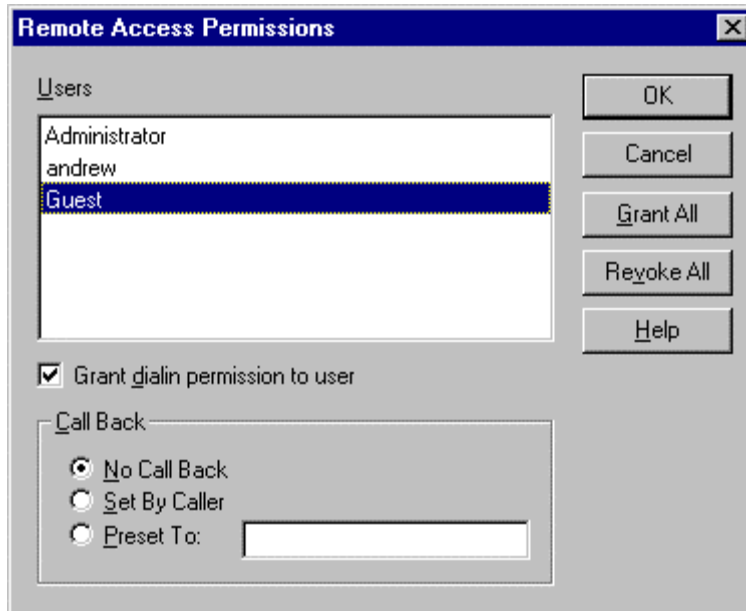 Remote Access Permissions
Users
Administrator
andrew
Guest
OK
Cancel
Grant All
Revoke All
Help
Grant dialin permission to user
Call Back
No Call Back
Set By Caller
Preset To: